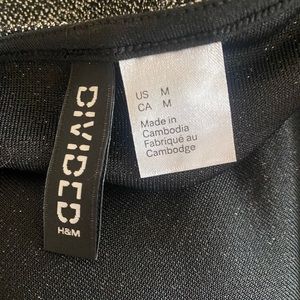 DIVIDED
H&M
US M
CA M
Made in
Cambodia
Fabriqué au
Cambodge